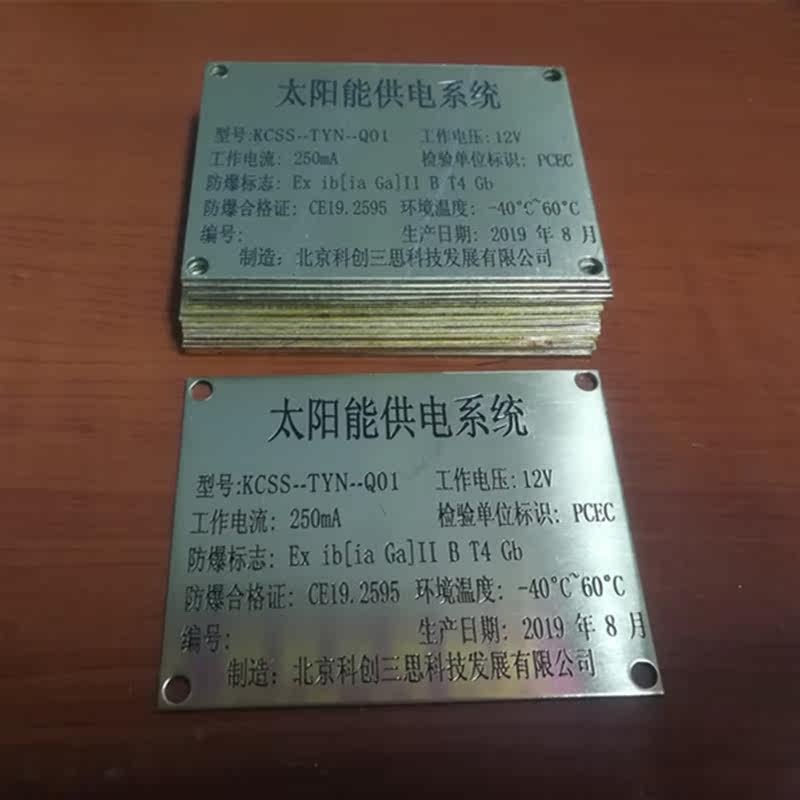 太阳能供电系统
型号:KCSS--TYN--Q01 工作电压:12V
工作电流: 250mA 检验单位标识: PCEC
防爆标志: Ex ib[ia Ga]II B T4 Gb
防爆合格证: CE19.2595 环境温度: -40°C~60°C
编号: 生产日期: 2019 年 8 月
制造: 北京科创三思科技发展有限公司
太阳能供电系统
型号:KCSS--TYN--Q01 工作电压:12V
工作电流: 250mA 检验单位标识: PCEC
防爆标志: Ex ib[ia Ga]II B T4 Gb
防爆合格证: CE19.2595 环境温度: -40°C~60°C
编号: 生产日期: 2019 年 8 月
制造: 北京科创三思科技发展有限公司